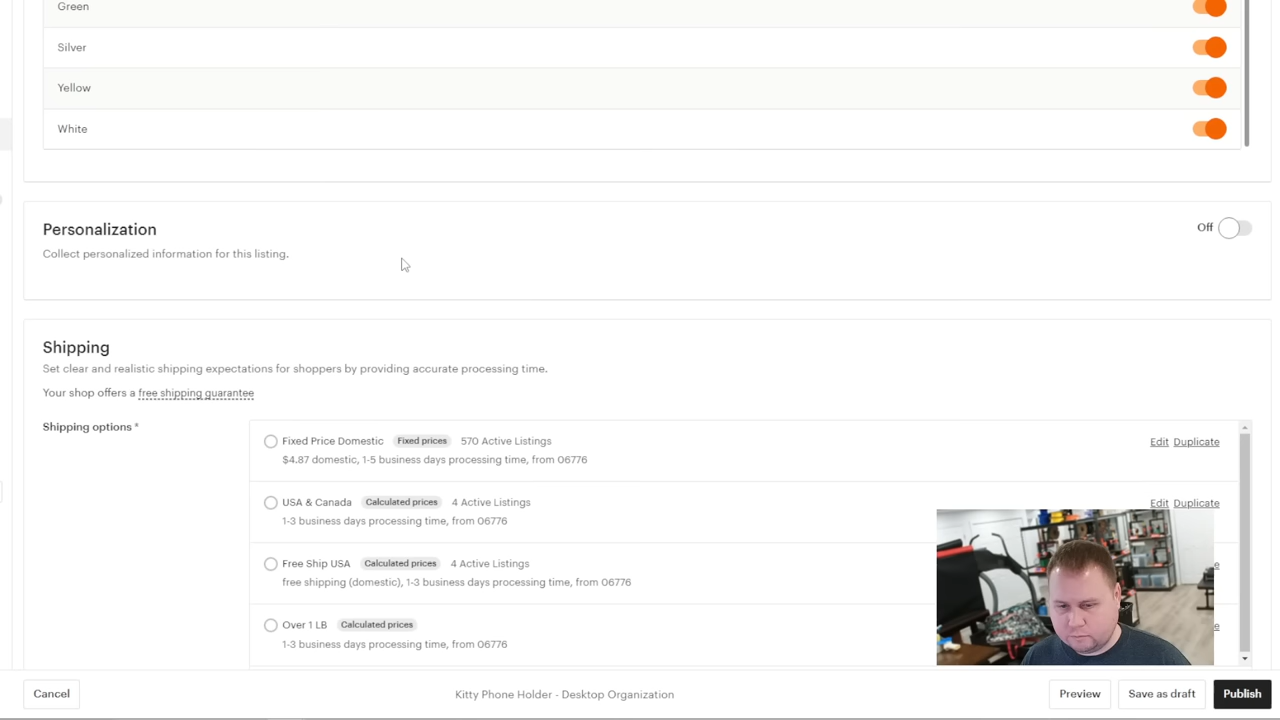 Green
Silver
Yellow
White
Personalization
Off
Collect personalized information for this listing.
Shipping
Set clear and realistic shipping expectations for shoppers by providing accurate processing time.
Your shop offers a free shipping guarantee
Shipping options *
Fixed Price Domestic Fixed prices 570 Active Listings Edit Duplicate
$4.87 domestic, 1-5 business days processing time, from 06776
USA & Canada Calculated prices 4 Active Listings Edit Duplicate
1-3 business days processing time, from 06776
Free Ship USA Calculated prices 4 Active Listings
free shipping (domestic), 1-3 business days processing time, from 06776
Over 1 LB Calculated prices
1-3 business days processing time, from 06776
Cancel Kitty Phone Holder - Desktop Organization Preview Save as draft Publish